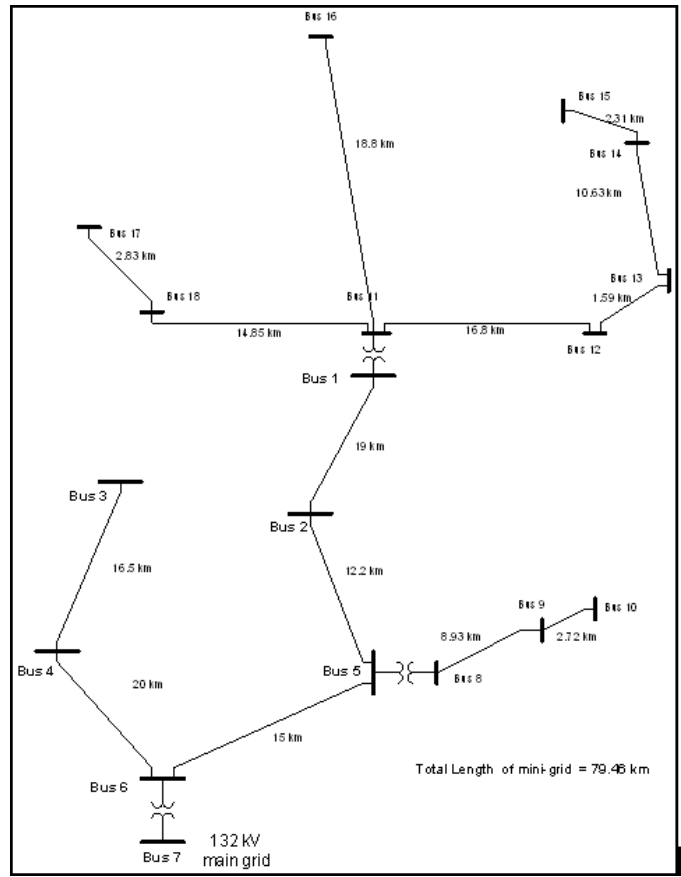 Bus 16
Bus 15
2.31 km
Bus 14
18.8 km
10.63km
Bus 17
2.83 km
Bus 18
Bus 11
Bus 13
1.59 km
14.85 km
16.8 km
Bus 12
Bus 1
19 km
Bus 3
Bus 2
16.5 km
12.2 km
Bus 9
Bus 10
8.93 km
2.72 km
Bus 4
Bus 5
Bus 8
20 km
15 km
Total Length of mini-grid = 79.46 km
Bus 6
132 kV
Bus 7
main grid